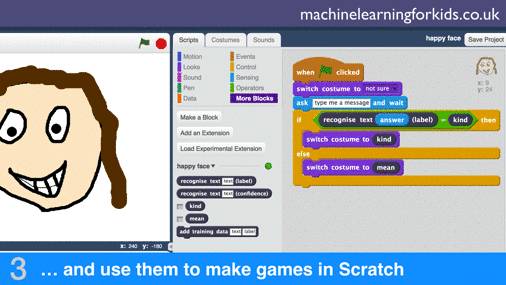 machinelearningforkids.co.uk
Scripts Costumes Sounds
happy face Save Project
Motion Events
Looks Control
Sound Sensing
Pen Operators
Data More Blocks
Make a Block
Add an Extension
Load Experimental Extension
happy face
recognise text text (label)
recognise text text (confidence)
kind
mean
add training data text label
when clicked
switch costume to not sure
ask type me a message and wait
if recognise text answer (label) = kind then
switch costume to kind
else
switch costume to mean
x: 9
y: 24
x: 240 y: -180
3 ... and use them to make games in Scratch